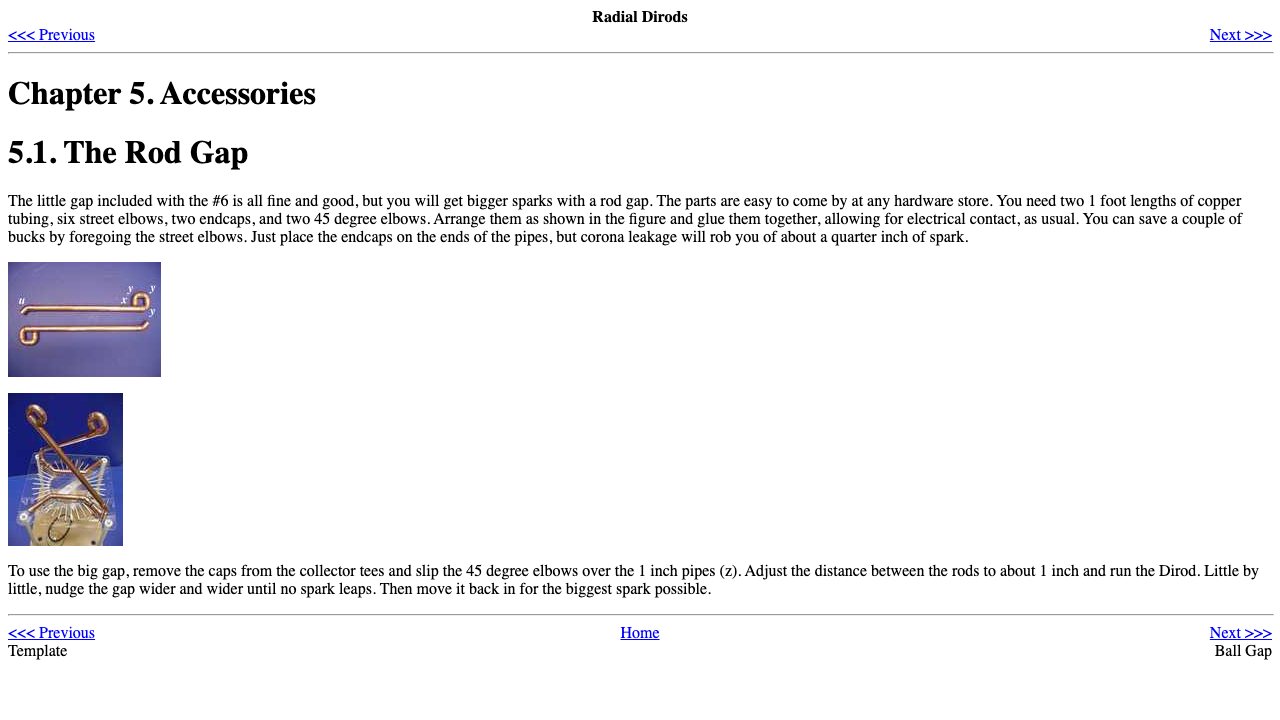 Radial Dirods
<<< Previous
Next >>>
Chapter 5. Accessories
5.1. The Rod Gap
The little gap included with the #6 is all fine and good, but you will get bigger sparks with a rod gap. The parts are easy to come by at any hardware store. You need two 1 foot lengths of copper
tubing, six street elbows, two endcaps, and two 45 degree elbows. Arrange them as shown in the figure and glue them together, allowing for electrical contact, as usual. You can save a couple of
bucks by foregoing the street elbows. Just place the endcaps on the ends of the pipes, but corona leakage will rob you of about a quarter inch of spark.
y y
u x
y
To use the big gap, remove the caps from the collector tees and slip the 45 degree elbows over the 1 inch pipes (z). Adjust the distance between the rods to about 1 inch and run the Dirod. Little by
little, nudge the gap wider and wider until no spark leaps. Then move it back in for the biggest spark possible.
<<< Previous
Home
Next >>>
Template
Ball Gap